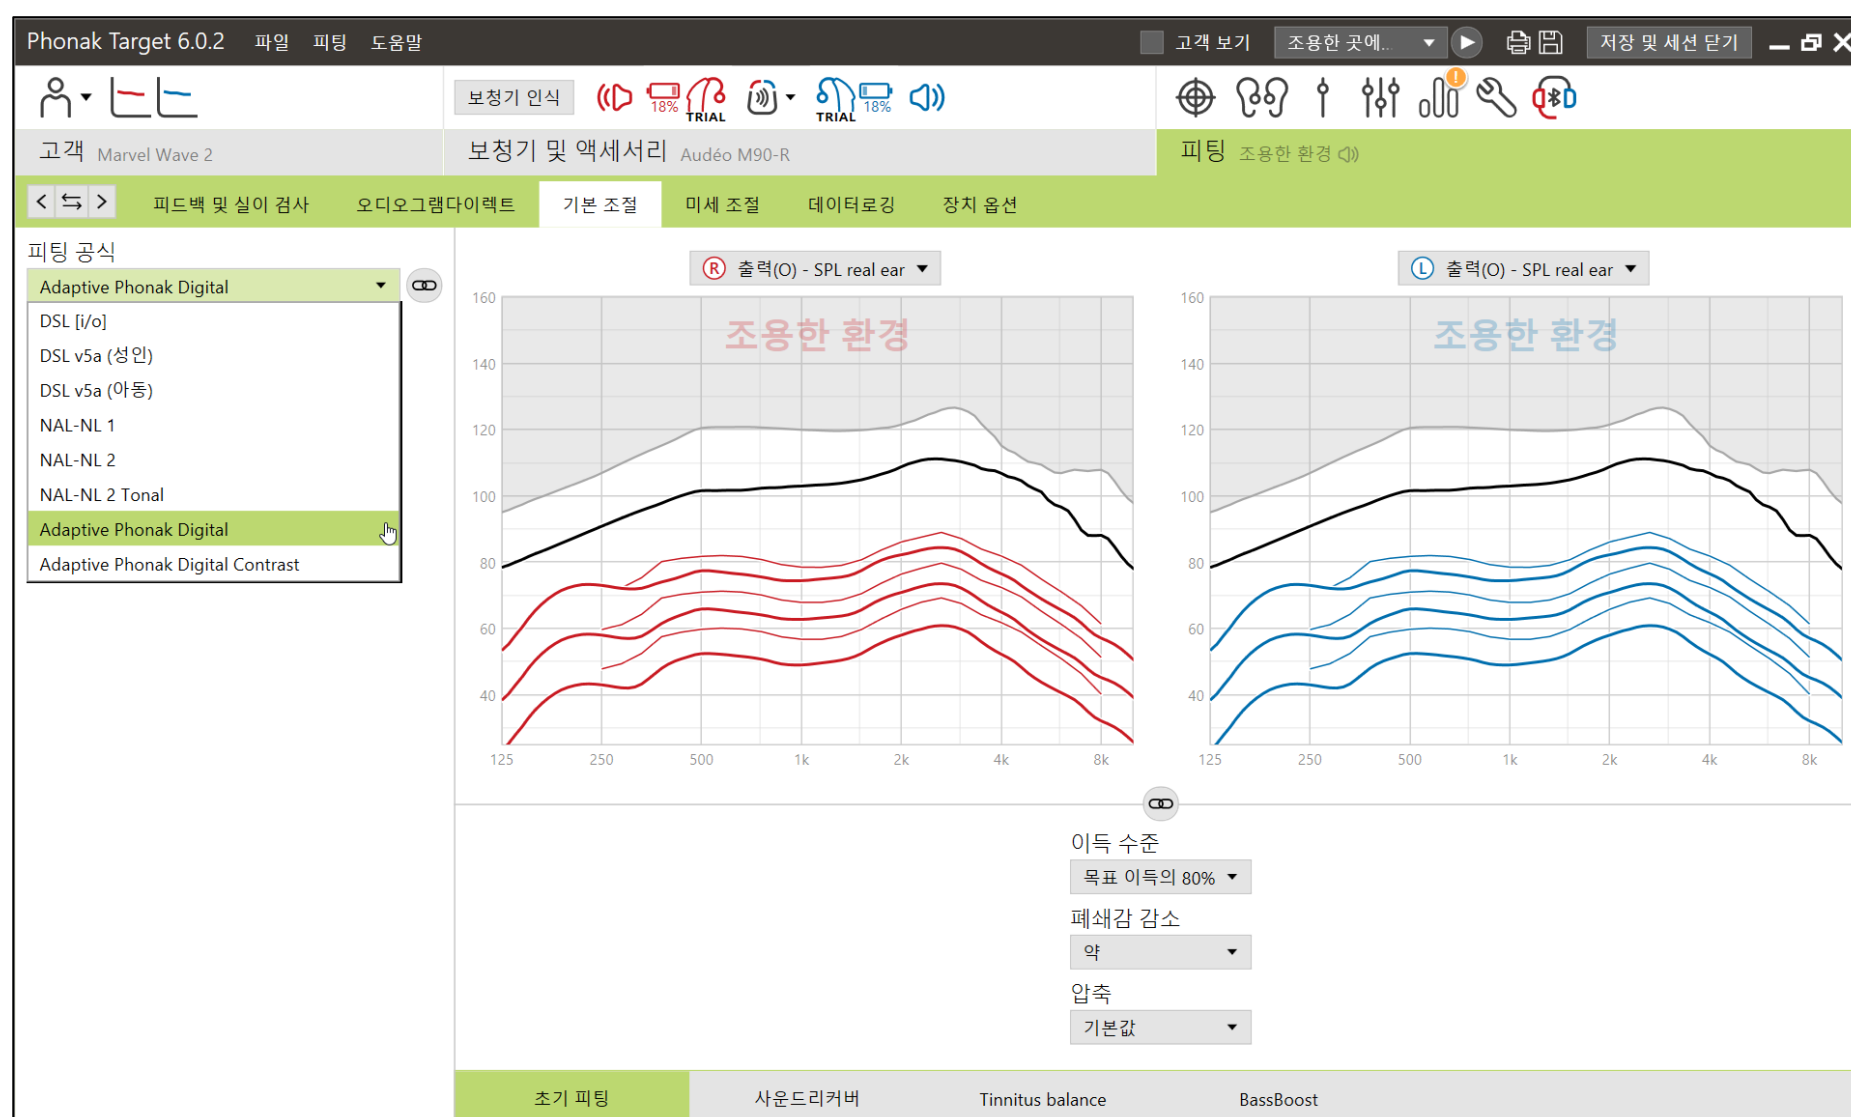 Phonak Target 6.0.2 파일 피팅 도움말 고객 보기 조용한 곳에... 저장 및 세션 닫기
보청기 인식 18% TRIAL TRIAL 18%
고객 Marvel Wave 2 보청기 및 액세서리 Audéo M90-R 피팅 조용한 환경
피드백 및 실이 검사 오디오그램다이렉트 기본 조절 미세 조절 데이터로깅 장치 옵션
피팅 공식
Adaptive Phonak Digital
DSL [i/o]
DSL v5a (성인)
DSL v5a (아동)
NAL-NL 1
NAL-NL 2
NAL-NL 2 Tonal
Adaptive Phonak Digital
Adaptive Phonak Digital Contrast
R 출력(O) - SPL real ear
조용한 환경
160
140
120
100
80
60
40
125 250 500 1k 2k 4k 8k
L 출력(O) - SPL real ear
조용한 환경
160
140
120
100
80
60
40
125 250 500 1k 2k 4k 8k
이득 수준
목표 이득의 80%
폐쇄감 감소
약
압축
기본값
초기 피팅 사운드리커버 Tinnitus balance BassBoost